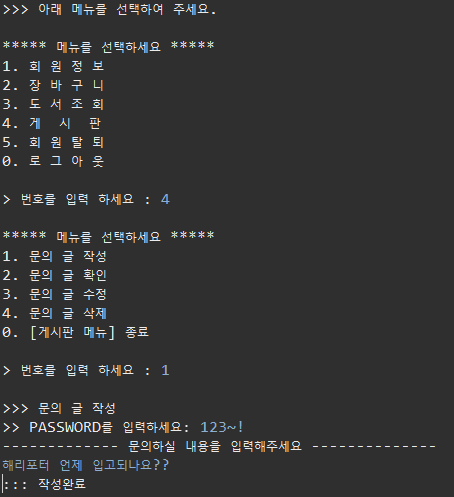 >>> 아래 메뉴를 선택하여 주세요.
***** 메뉴를 선택하세요 *****
1. 회 원 정 보
2. 장 바 구 니
3. 도 서 조 회
4. 게   시   판
5. 회 원 탈 퇴
0. 로 그 아 웃
> 번호를 입력 하세요 : 4
***** 메뉴를 선택하세요 *****
1. 문의 글 작성
2. 문의 글 확인
3. 문의 글 수정
4. 문의 글 삭제
0. [게시판 메뉴] 종료
> 번호를 입력 하세요 : 1
>>> 문의 글 작성
>> PASSWORD를 입력하세요: 123~!
------------- 문의하실 내용을 입력해주세요 --------------
해리포터 언제 입고되나요??
::: 작성완료